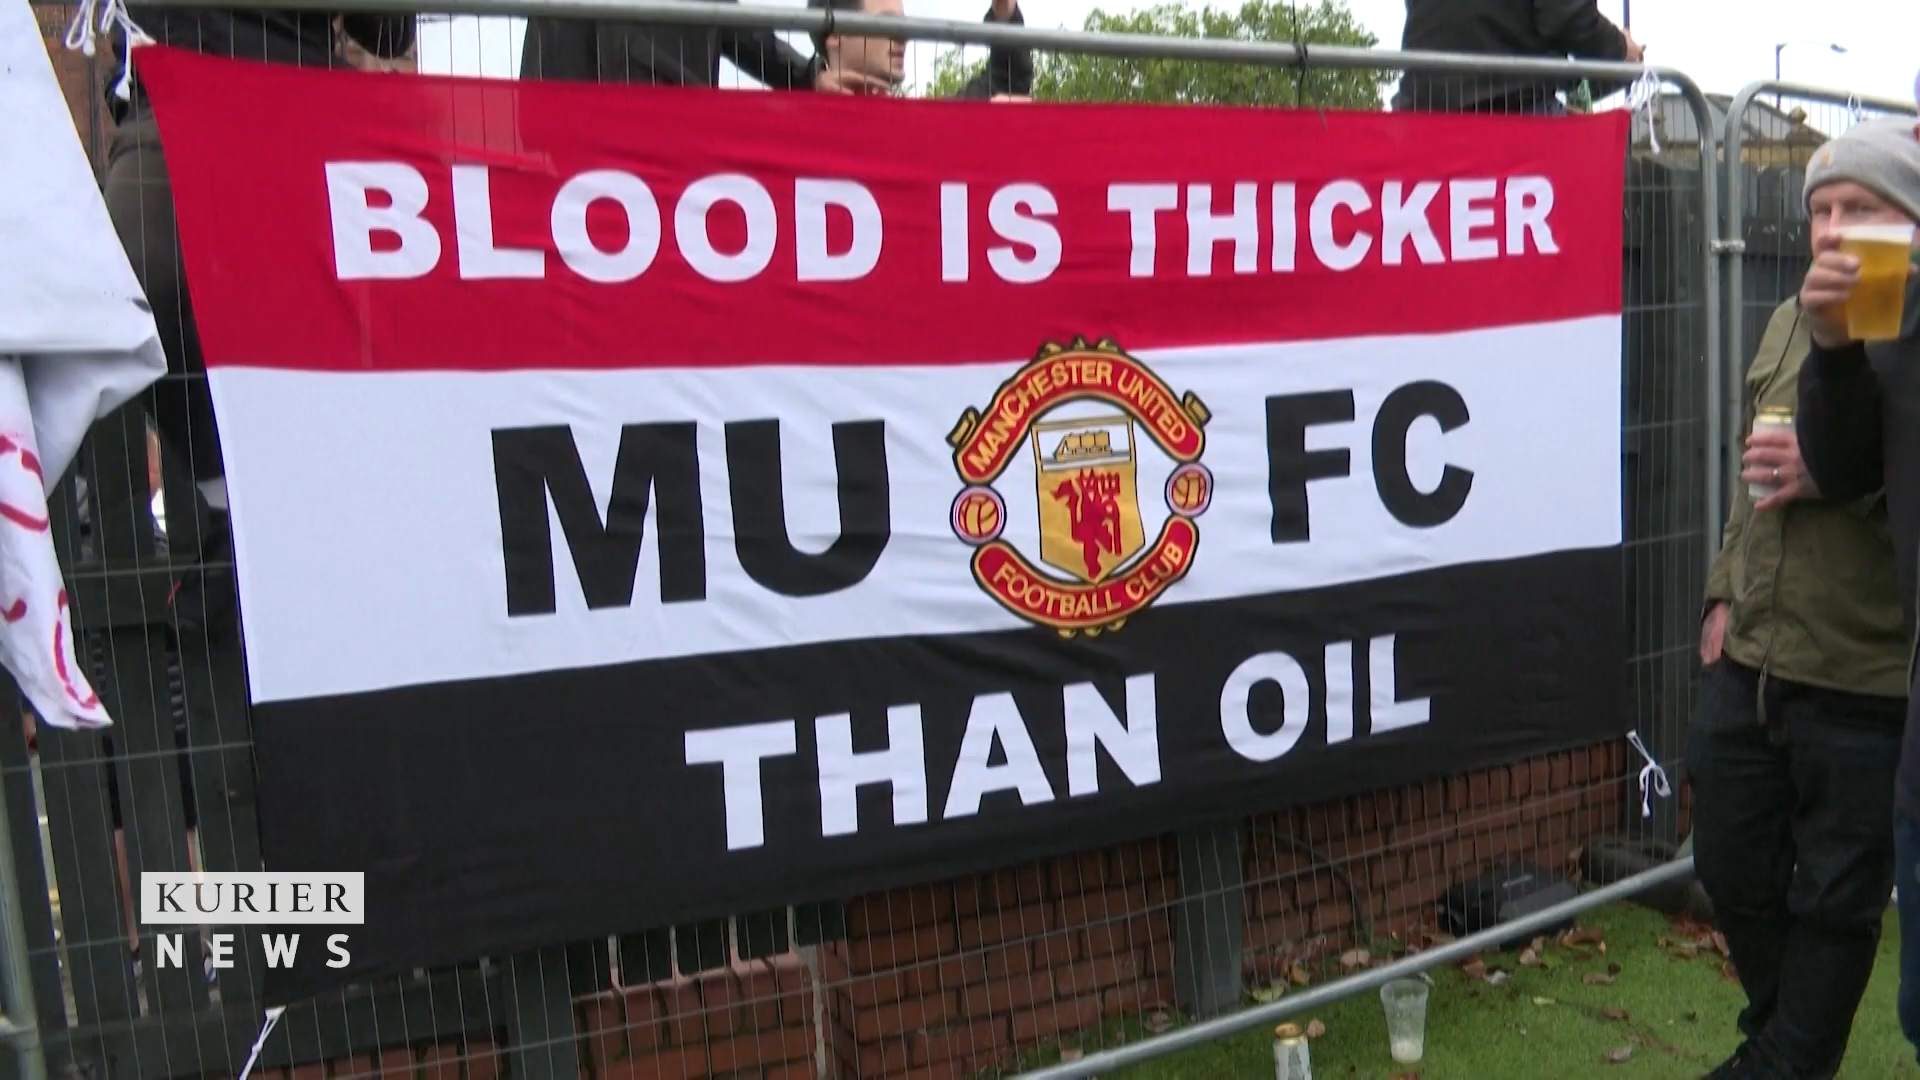 BLOOD IS THICKER
MU FC
MANCHESTER UNITED
FOOTBALL CLUB
THAN OIL
KURIER
NEWS